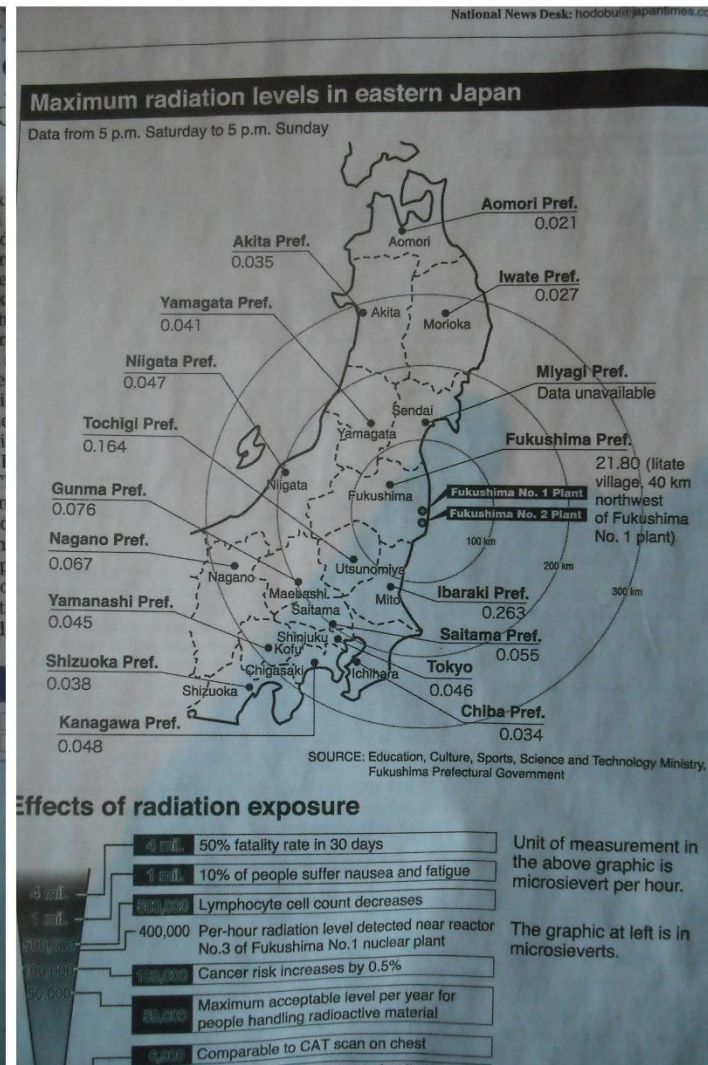 National News Desk: hodobu@japantimes.co
Maximum radiation levels in eastern Japan
Data from 5 p.m. Saturday to 5 p.m. Sunday
Aomori Pref.
0.021
Aomori
Akita Pref.
0.035
Iwate Pref.
0.027
Akita
Morioka
Yamagata Pref.
0.041
Niigata Pref.
0.047
Miyagi Pref.
Data unavailable
Sendai
Yamagata
Tochigi Pref.
0.164
Fukushima Pref.
21.80 (Iitate
village, 40 km
northwest
of Fukushima
No. 1 plant)
Niigata
Fukushima
Fukushima No. 1 Plant
Fukushima No. 2 Plant
100 km
200 km
300 km
Gunma Pref.
0.076
Nagano Pref.
0.067
Nagano
Utsunomiya
Maebashi
Mito
Ibaraki Pref.
0.263
Yamanashi Pref.
0.045
Saitama
Saitama Pref.
0.055
Shinjuku
Kofu
Tokyo
0.046
Shizuoka Pref.
0.038
Chigasaki
Ichihara
Shizuoka
Chiba Pref.
0.034
Kanagawa Pref.
0.048
SOURCE: Education, Culture, Sports, Science and Technology Ministry,
Fukushima Prefectural Government
Effects of radiation exposure
4 mil. 50% fatality rate in 30 days
1 mil. 10% of people suffer nausea and fatigue
500,000 Lymphocyte cell count decreases
400,000 Per-hour radiation level detected near reactor
No.3 of Fukushima No.1 nuclear plant
100,000 Cancer risk increases by 0.5%
50,000 Maximum acceptable level per year for
people handling radioactive material
Comparable to CAT scan on chest
4 mil.
1 mil.
500,000
100,000
50,000
Unit of measurement in
the above graphic is
microsievert per hour.
The graphic at left is in
microsieverts.